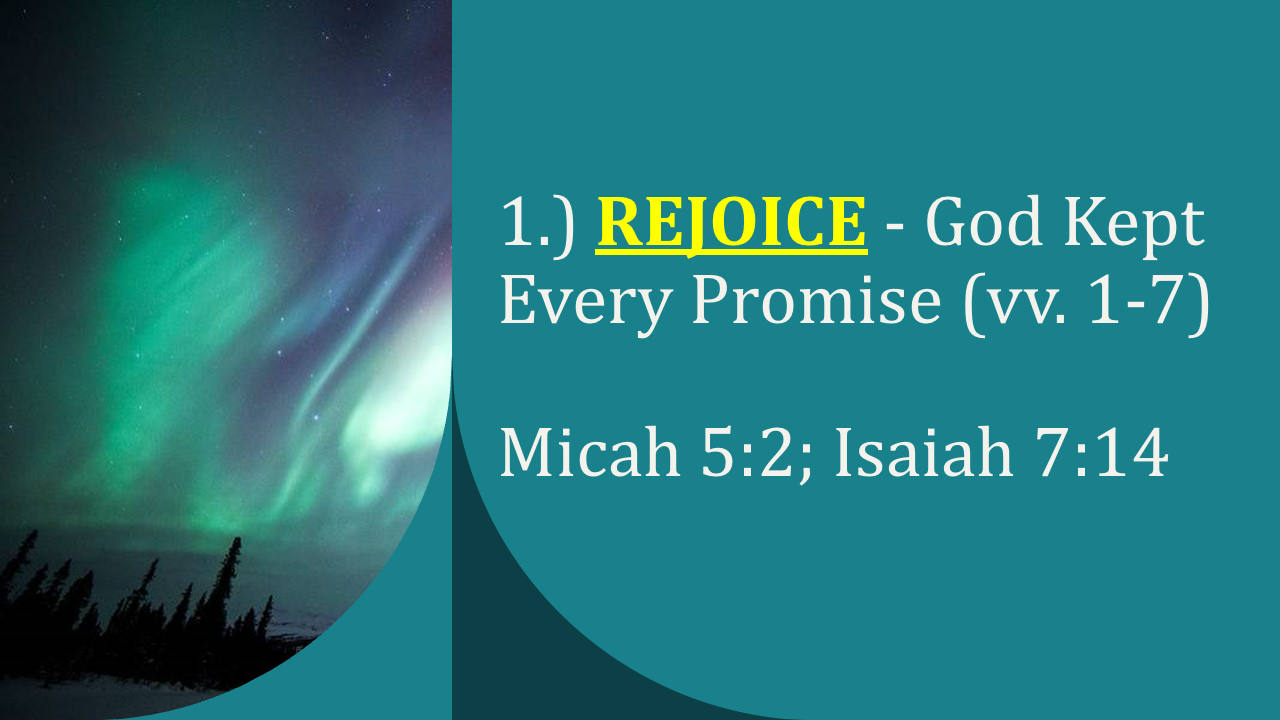 1.) REJOICE - God Kept
Every Promise (vv. 1-7)
Micah 5:2; Isaiah 7:14